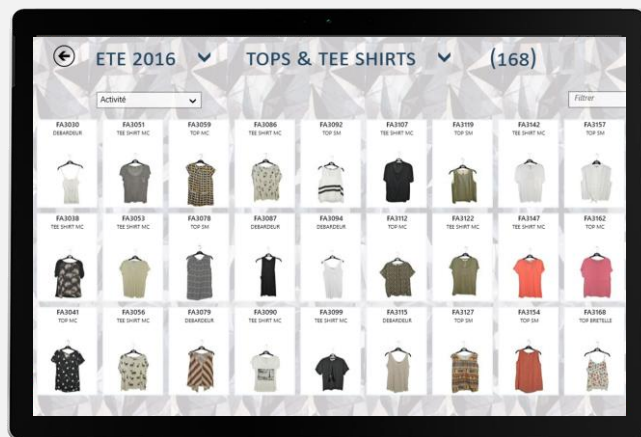 ETE 2016 TOPS & TEE SHIRTS (168)
Activité Filtrer
FA3030 FA3051 FA3059 FA3086 FA3092 FA3107 FA3119 FA3142 FA3157
DEBARDEUR TEE SHIRT MC TOP MC TEE SHIRT MC TOP SM TEE SHIRT MC TOP SM TEE SHIRT MC TOP SM
FA3038 FA3053 FA3078 FA3087 FA3094 FA3112 FA3122 FA3147 FA3162
TEE SHIRT MC TEE SHIRT MC TOP SM DEBARDEUR DEBARDEUR TOP MC TEE SHIRT MC TEE SHIRT MC TOP MC
FA3041 FA3056 FA3079 FA3090 FA3099 FA3115 FA3127 FA3154 FA3168
TOP MC TEE SHIRT MC DEBARDEUR TEE SHIRT MC TEE SHIRT MC DEBARDEUR TOP SM TOP SM TOP BRETELLE